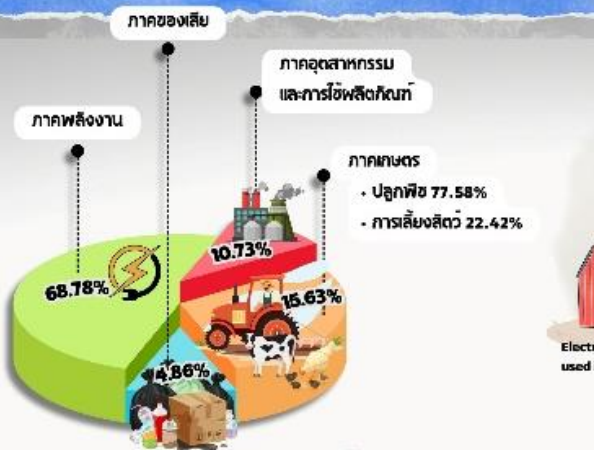 ภาคของเสีย
ภาคอุตสาหกรรม
และการใช้ผลิตภัณฑ์
ภาคพลังงาน
ภาคเกษตร
• ปลูกพืช 77.58%
• การเลี้ยงสัตว์ 22.42%
10.73%
68.78%
15.63%
4.86%
Electr
used